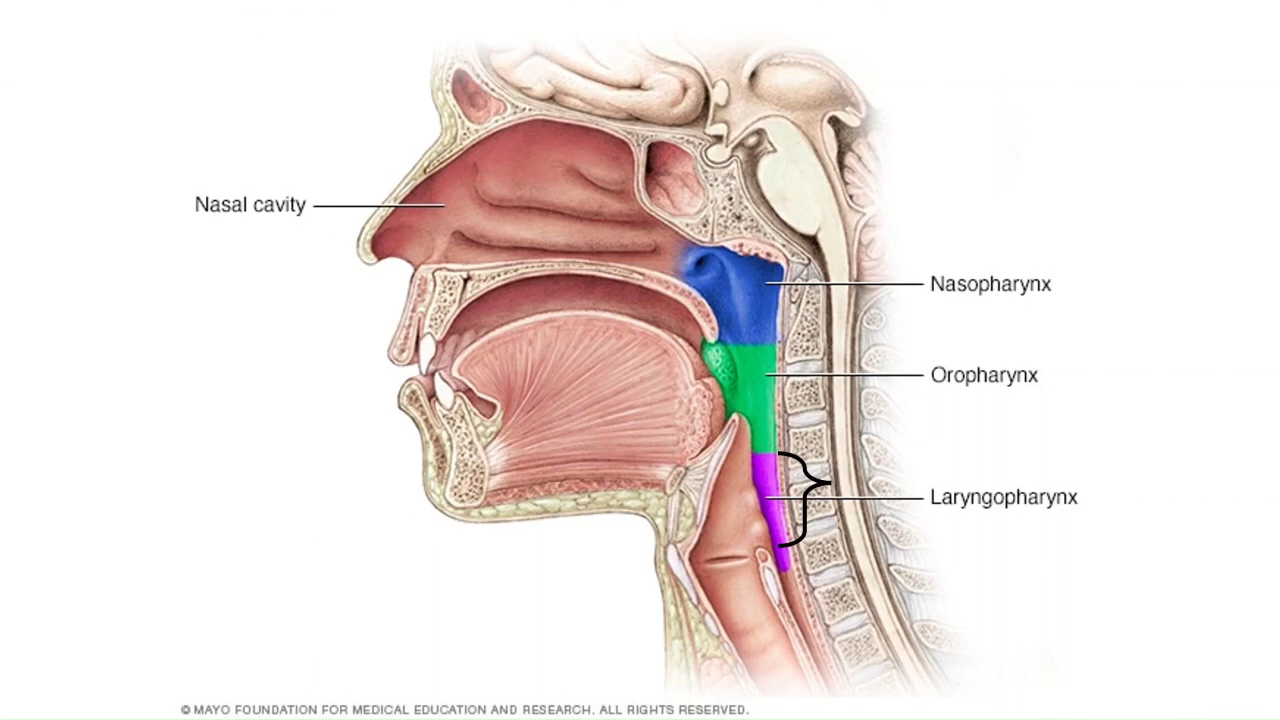 Nasal cavity
Nasopharynx
Oropharynx
Laryngopharynx
© MAYO FOUNDATION FOR MEDICAL EDUCATION AND RESEARCH. ALL RIGHTS RESERVED.